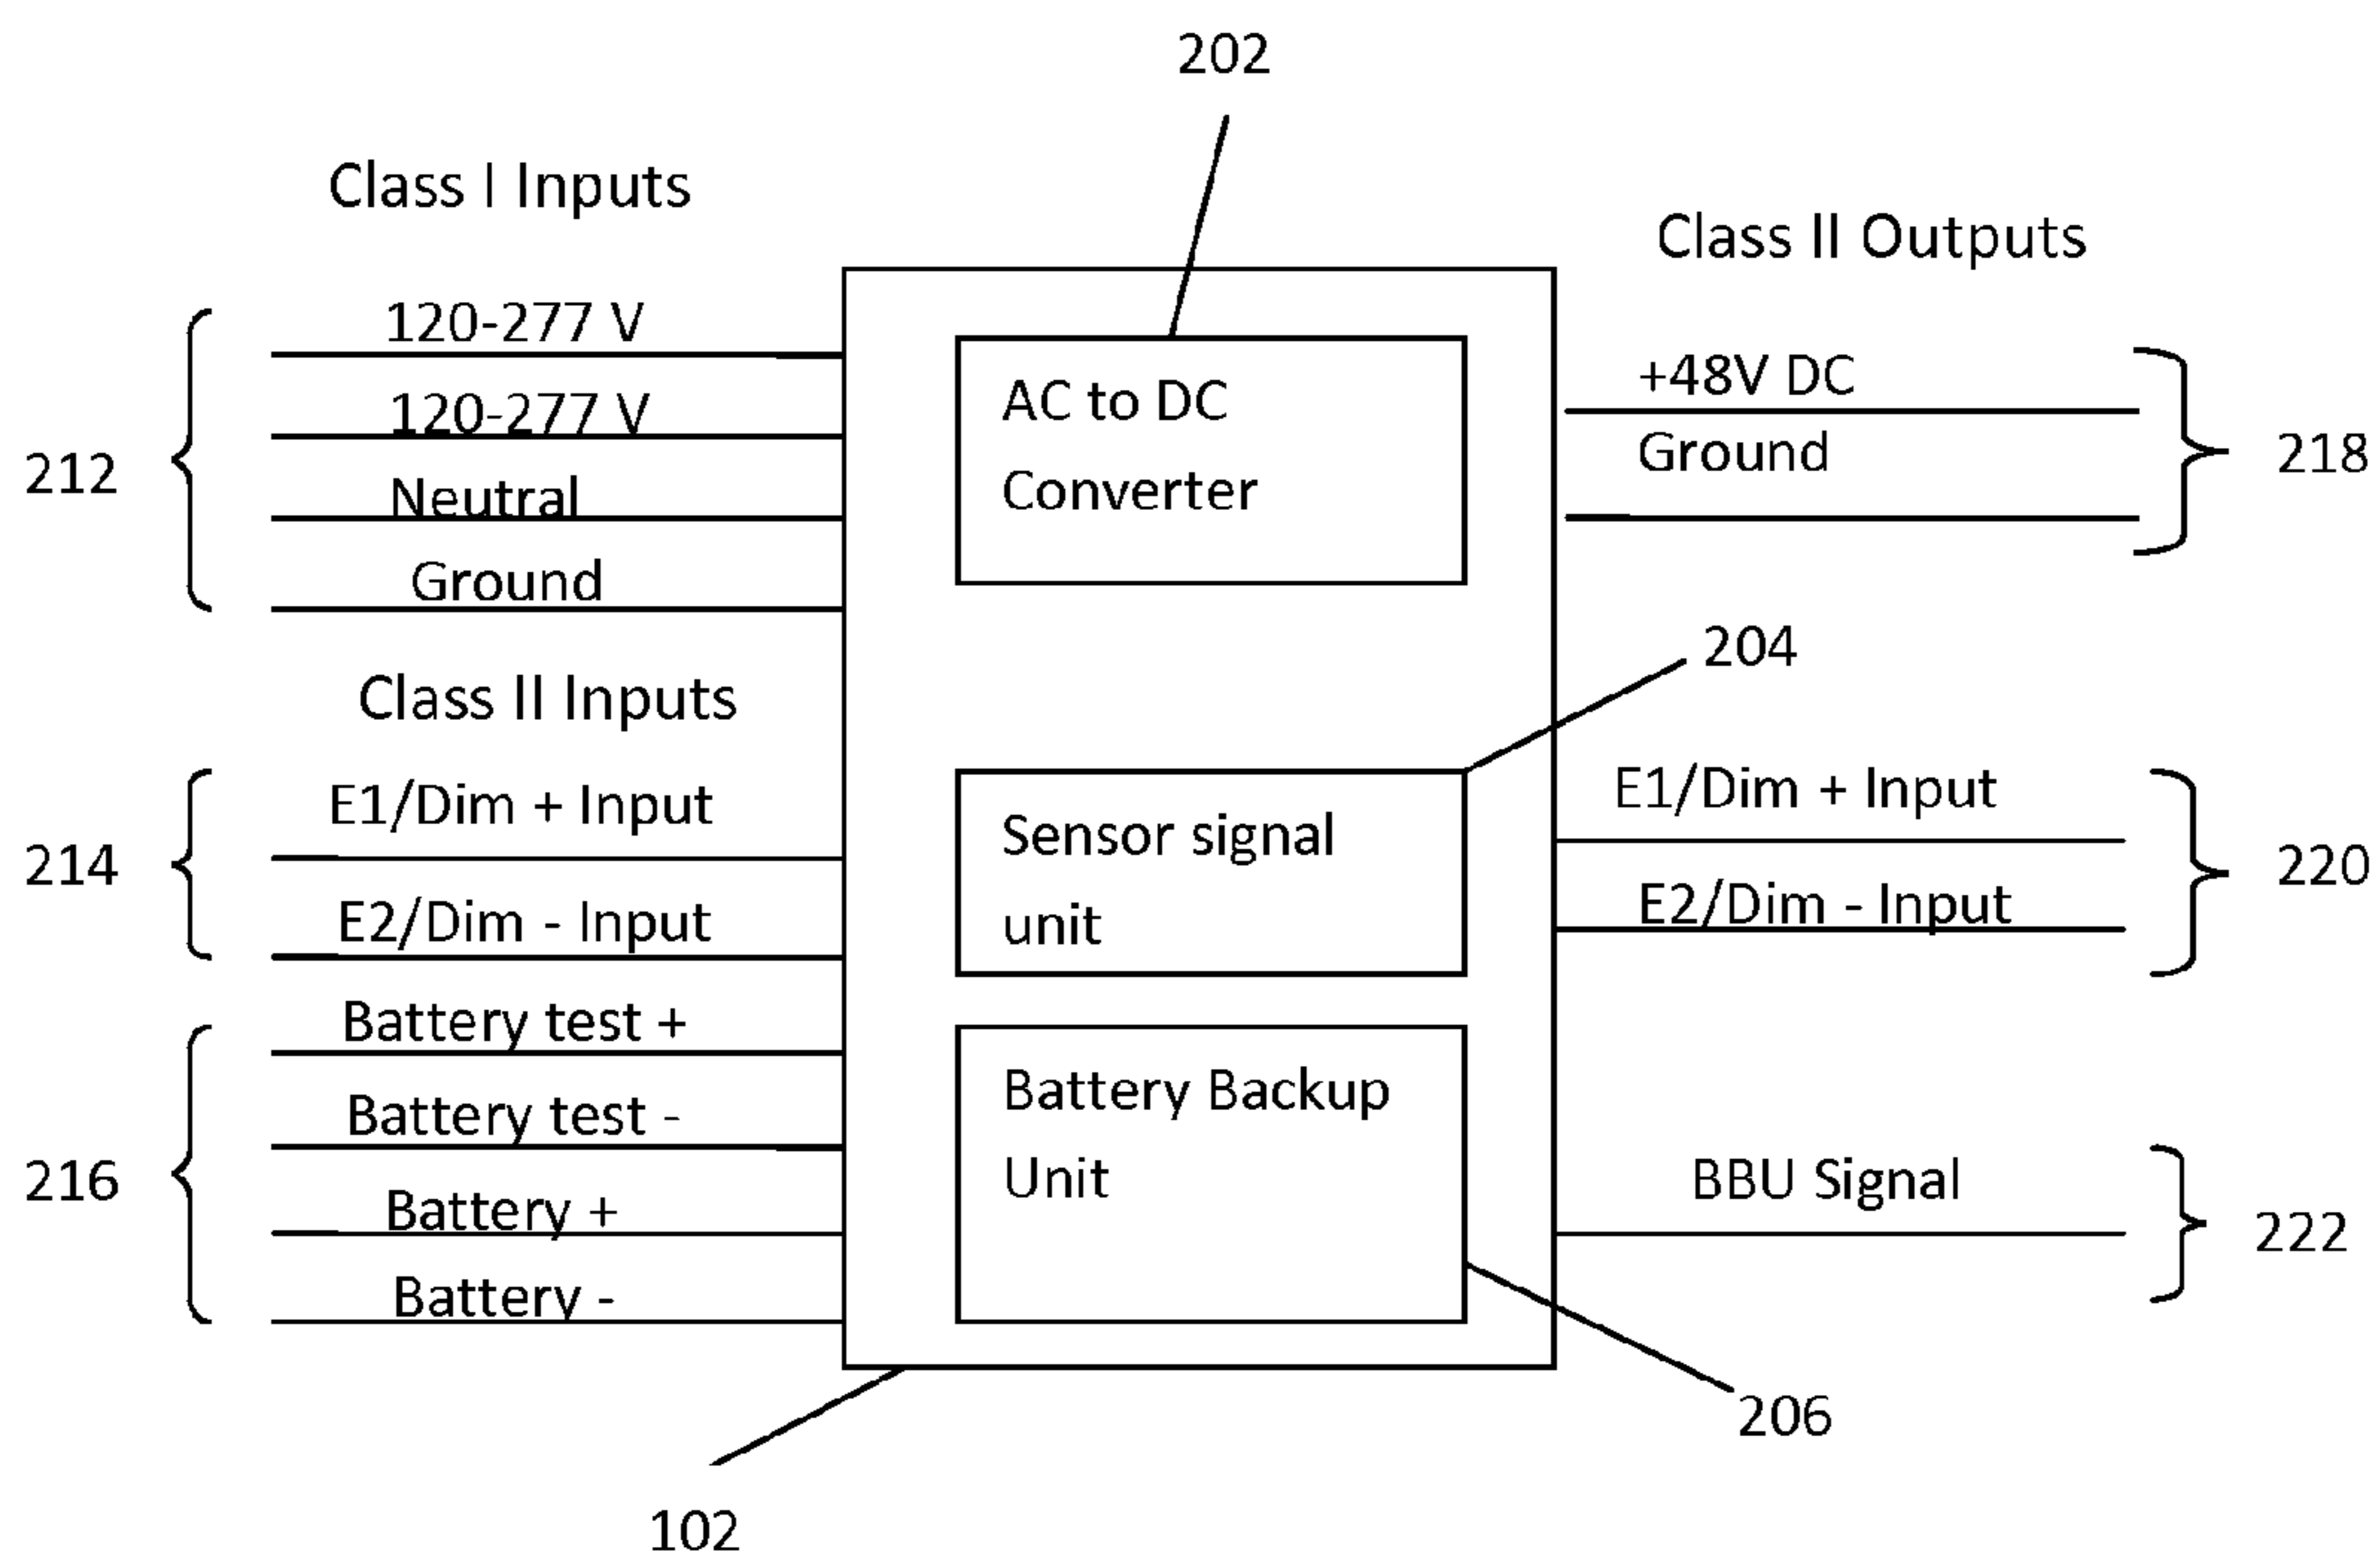 202
Class I Inputs
Class II Outputs
120-277 V
120-277 V
Neutral
Ground
212
AC to DC
Converter
+48V DC
Ground
218
204
Class II Inputs
E1/Dim + Input
E2/Dim - Input
214
Sensor signal
unit
E1/Dim + Input
E2/Dim - Input
220
Battery test +
Battery test -
Battery +
Battery -
216
Battery Backup
Unit
BBU Signal
222
206
102